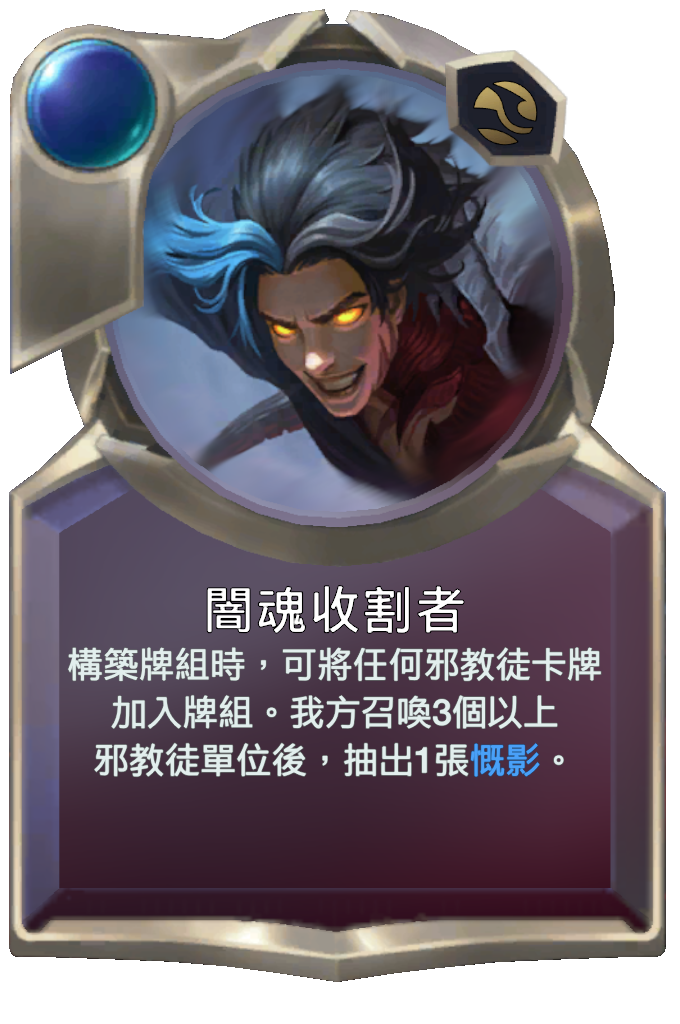 闇魂收割者
構築牌組時，可將任何邪教徒卡牌
加入牌組。我方召喚3個以上
邪教徒單位後，抽出1張慨影。